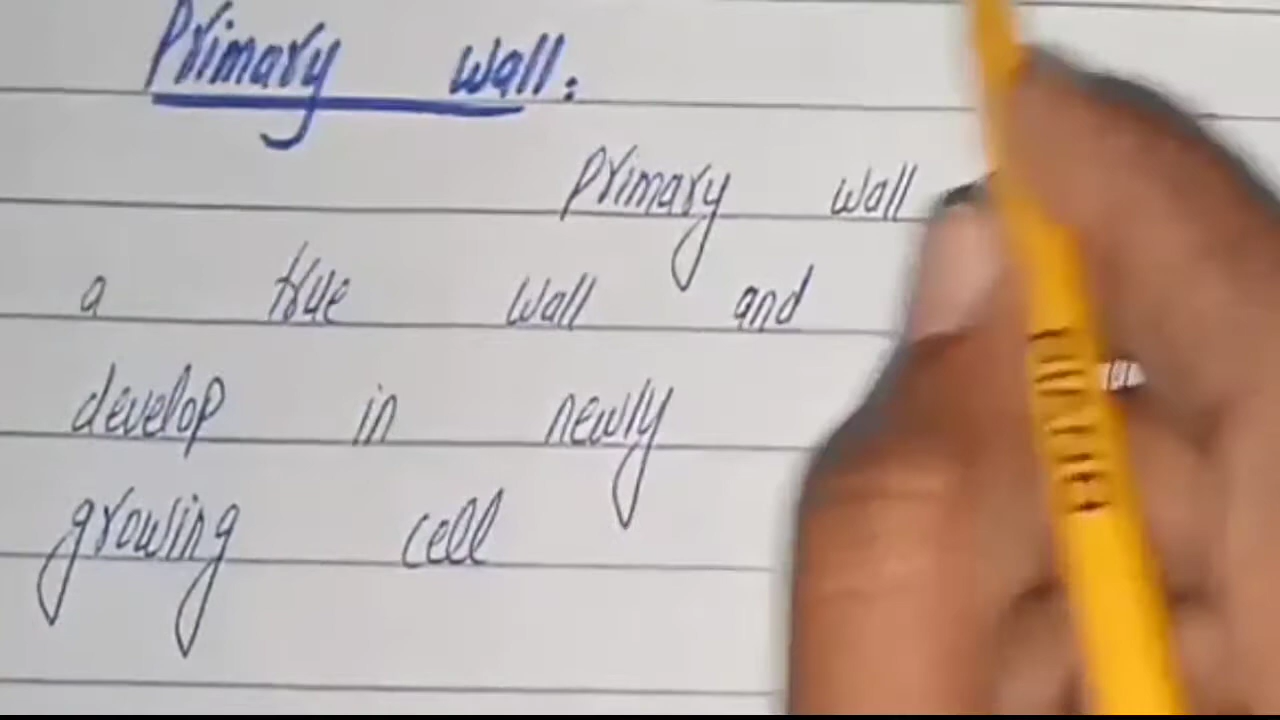 Primary wall:
Primary wall
a true wall and
develop in newly
growing cell